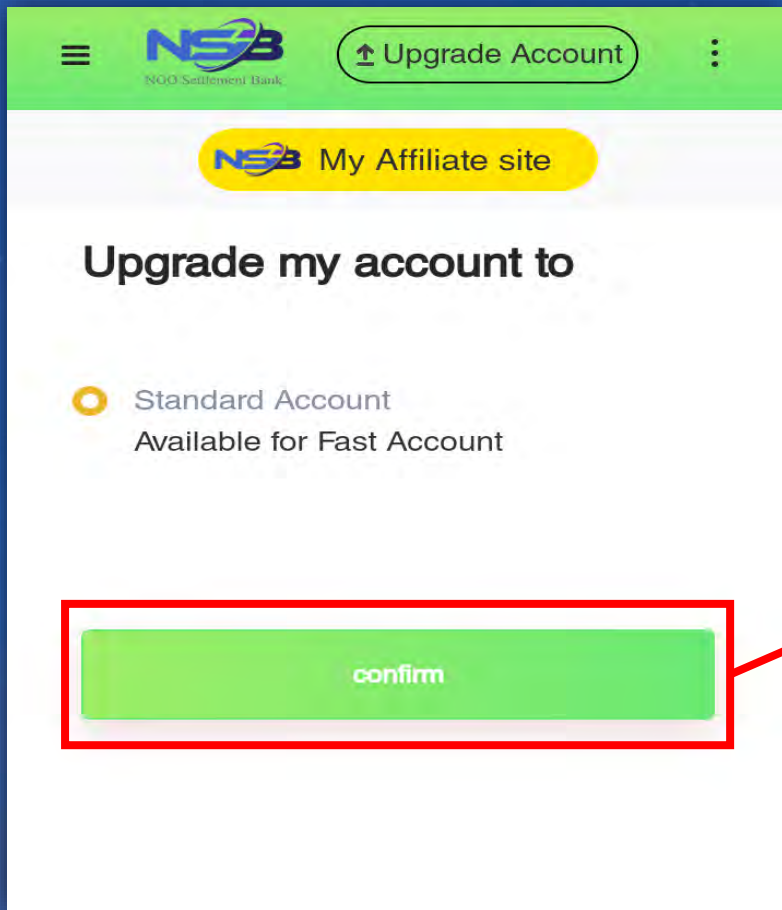 NSB
NGO Settlement Bank
Upgrade Account
NSB My Affiliate site
Upgrade my account to
Standard Account
Available for Fast Account
confirm